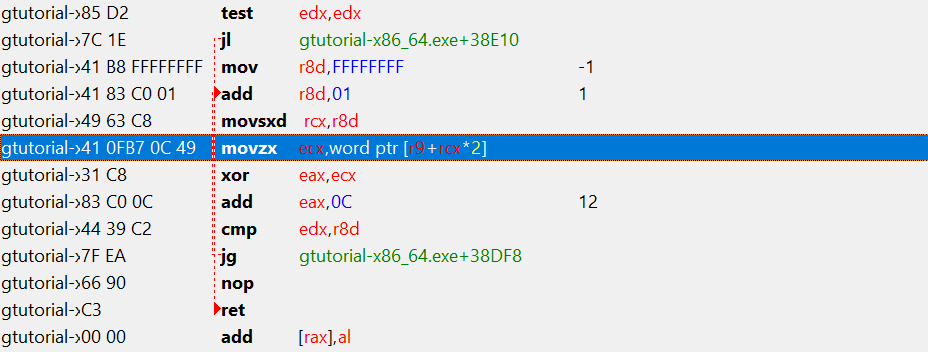 gtutorial->85 D2 test edx,edx
gtutorial->7C 1E jl gtutorial-x86_64.exe+38E10
gtutorial->41 B8 FFFFFFFF mov r8d,FFFFFFFF -1
gtutorial->41 83 C0 01 add r8d,01 1
gtutorial->49 63 C8 movsxd rcx,r8d
gtutorial->41 0FB7 0C 49 movzx ecx,word ptr [r9+rcx*2]
gtutorial->31 C8 xor eax,ecx
gtutorial->83 C0 0C add eax,0C 12
gtutorial->44 39 C2 cmp edx,r8d
gtutorial->7F EA jg gtutorial-x86_64.exe+38DF8
gtutorial->66 90 nop
gtutorial->C3 ret
gtutorial->00 00 add [rax],al